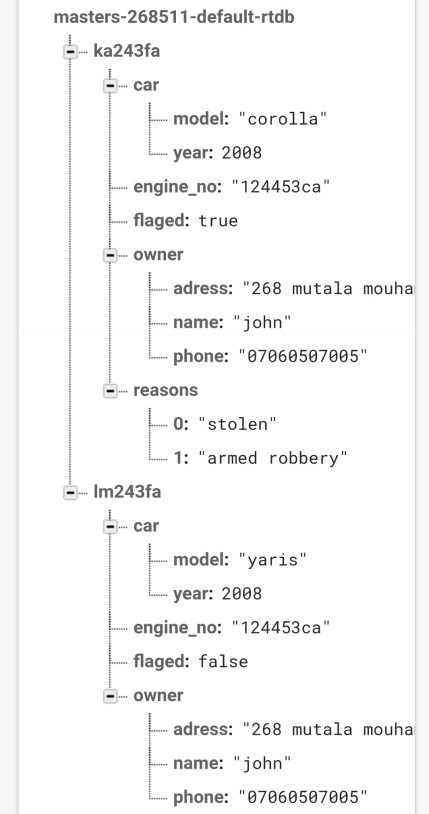 masters-268511-default-rtdb
ka243fa
car
model: "corolla"
year: 2008
engine_no: "124453ca"
flaged: true
owner
adress: "268 mutala mouha
name: "john"
phone: "07060507005"
reasons
0: "stolen"
1: "armed robbery"
lm243fa
car
model: "yaris"
year: 2008
engine_no: "124453ca"
flaged: false
owner
adress: "268 mutala mouha
name: "john"
phone: "07060507005"